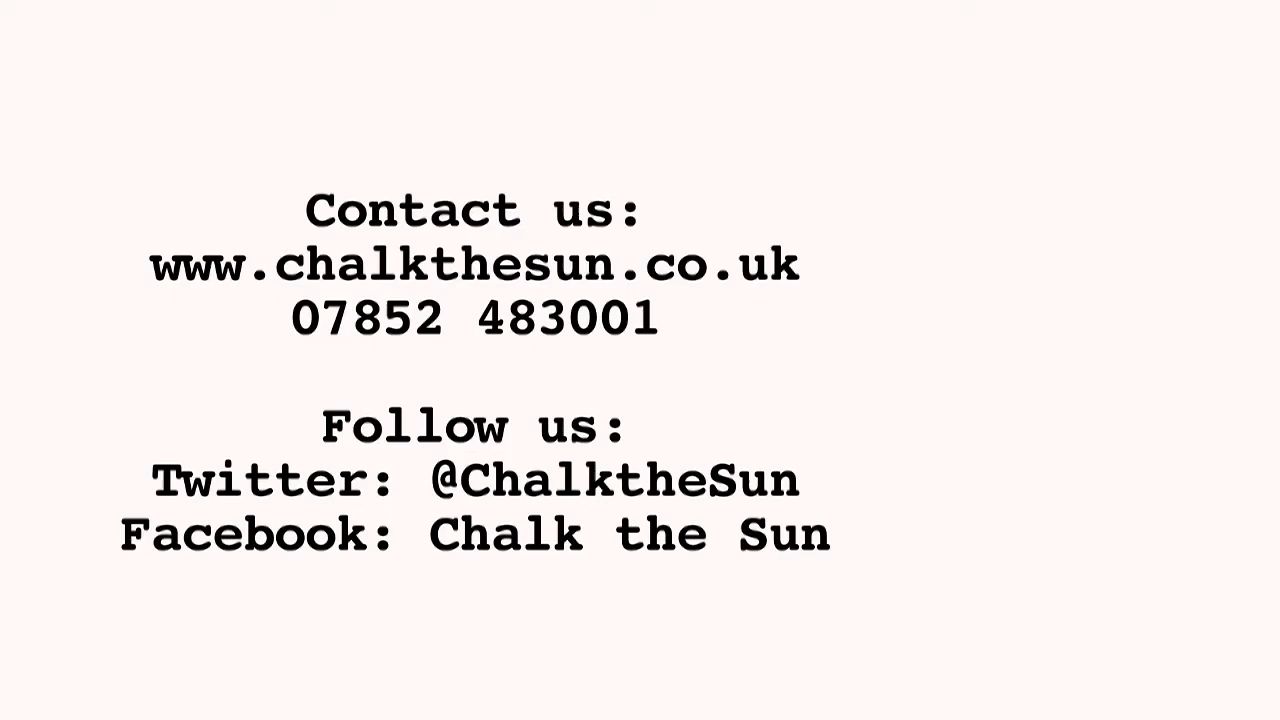 Contact us:
www.chalkthesun.co.uk
07852 483001
Follow us:
Twitter: @ChalktheSun
Facebook: Chalk the Sun